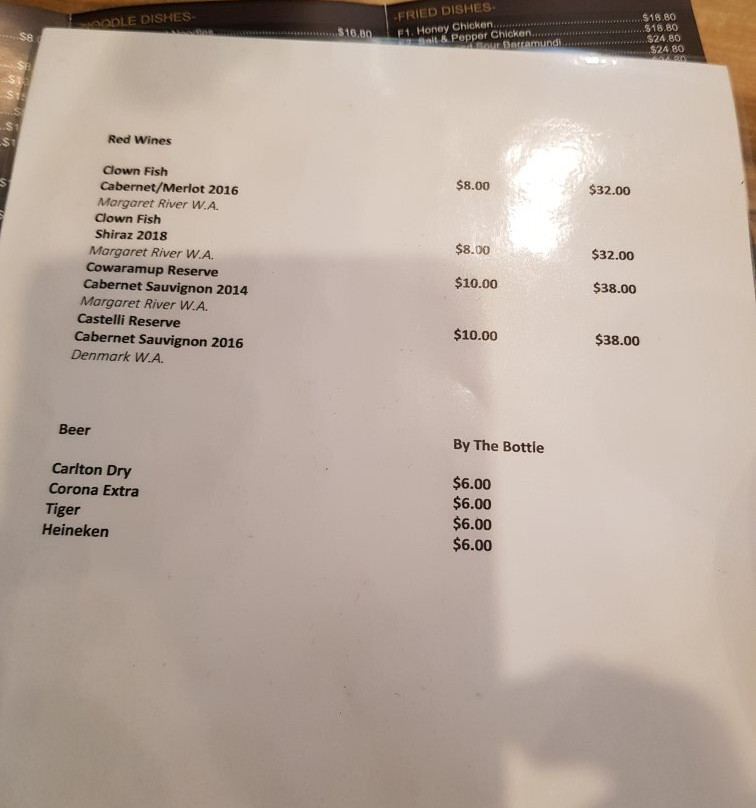 NOODLE DISHES-
$16.80
-FRIED DISHES-
F1. Honey Chicken $16.80
Salt & Pepper Chicken $18.80
Sour Barramundi $24.80
$24.80
$8
Red Wines
Clown Fish
Cabernet/Merlot 2016 $8.00 $32.00
Margaret River W.A.
Clown Fish
Shiraz 2018
Margaret River W.A. $8.00 $32.00
Cowaramup Reserve
Cabernet Sauvignon 2014 $10.00 $38.00
Margaret River W.A.
Castelli Reserve
Cabernet Sauvignon 2016 $10.00 $38.00
Denmark W.A.
Beer By The Bottle
Carlton Dry $6.00
Corona Extra $6.00
Tiger $6.00
Heineken $6.00